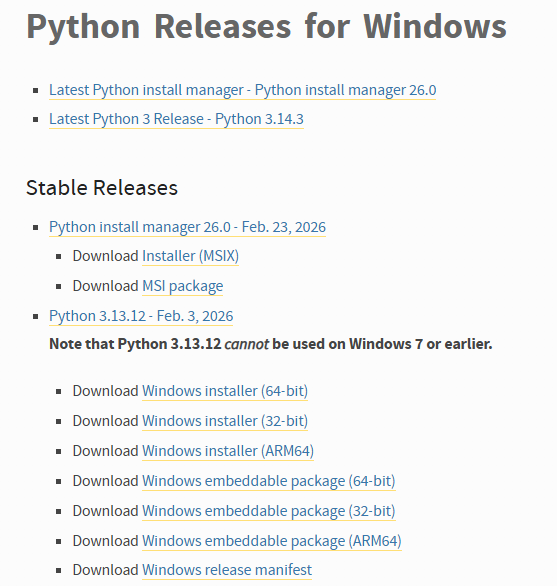 Python Releases for Windows
Latest Python install manager - Python install manager 26.0
Latest Python 3 Release - Python 3.14.3
Stable Releases
Python install manager 26.0 - Feb. 23, 2026
Download Installer (MSIX)
Download MSI package
Python 3.13.12 - Feb. 3, 2026
Note that Python 3.13.12 cannot be used on Windows 7 or earlier.
Download Windows installer (64-bit)
Download Windows installer (32-bit)
Download Windows installer (ARM64)
Download Windows embeddable package (64-bit)
Download Windows embeddable package (32-bit)
Download Windows embeddable package (ARM64)
Download Windows release manifest